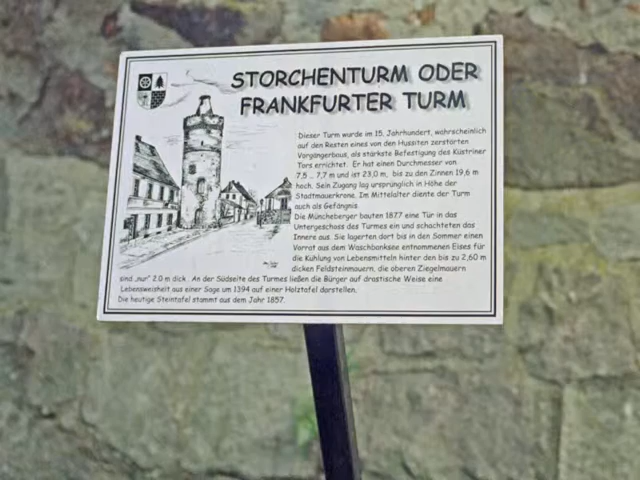 STORCHENTURM ODER
FRANKFURTER TURM
Dieser Turm wurde im 15. Jahrhundert, wahrscheinlich
auf den Resten eines von den Hussiten zerstörten
Vorgängerbaus, als stärkste Befestigung des Küstriner
Tors errichtet. Er hat einen Durchmesser von
7,5 .. 7,7 m und ist 23,0 m, bis zu den Zinnen 19,6 m
hoch. Sein Zugang lag ursprünglich in Höhe der
Stadtmauerkrone. Im Mittelalter diente der Turm
auch als Gefängnis.
Die Müncheberger bauten 1877 eine Tür in das
Untergeschoss des Turmes ein und schachteten das
Innere aus. Sie lagerten dort bis in den Sommer einen
Vorrat aus dem Waschbanksee entnommenen Eises für
die Kühlung von Lebensmitteln hinter den bis zu 2,60 m
dicken Feldsteinmauern, die oberen Ziegelmauern
sind „nur" 2.0 m dick . An der Südseite des Turmes ließen die Bürger auf drastische Weise eine
Lebensweisheit aus einer Sage um 1394 auf einer Holztafel darstellen.
Die heutige Steintafel stammt aus dem Jahr 1857.